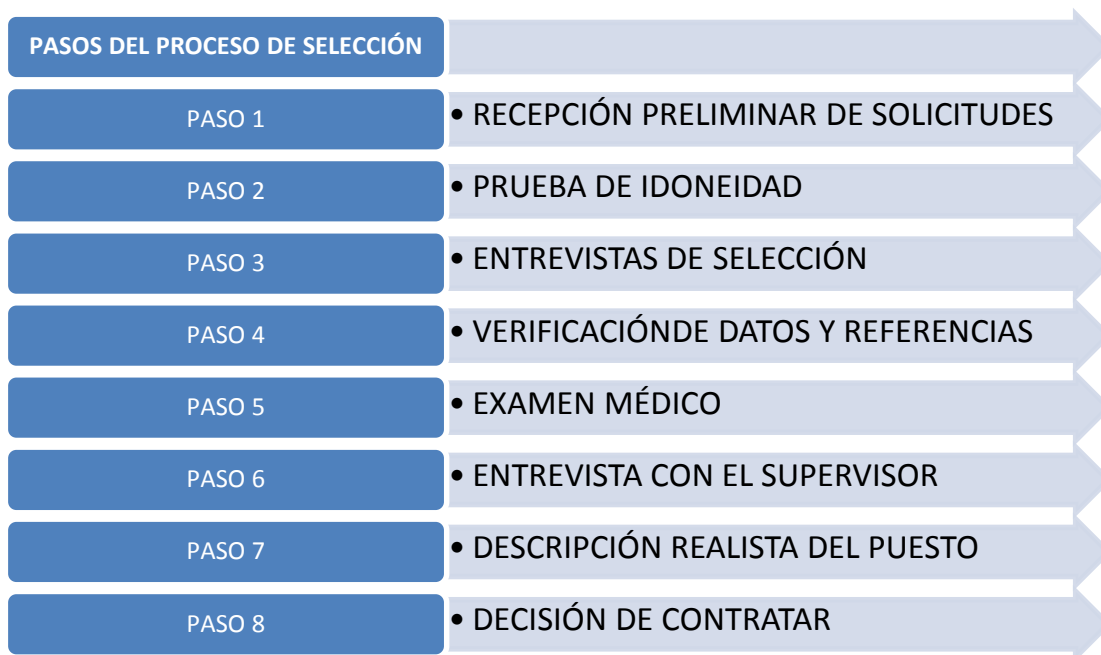 PASOS DEL PROCESO DE SELECCIÓN
PASO 1
• RECEPCIÓN PRELIMINAR DE SOLICITUDES
PASO 2
• PRUEBA DE IDONEIDAD
PASO 3
• ENTREVISTAS DE SELECCIÓN
PASO 4
• VERIFICACIÓNDE DATOS Y REFERENCIAS
PASO 5
• EXAMEN MÉDICO
PASO 6
• ENTREVISTA CON EL SUPERVISOR
PASO 7
• DESCRIPCIÓN REALISTA DEL PUESTO
PASO 8
• DECISIÓN DE CONTRATAR